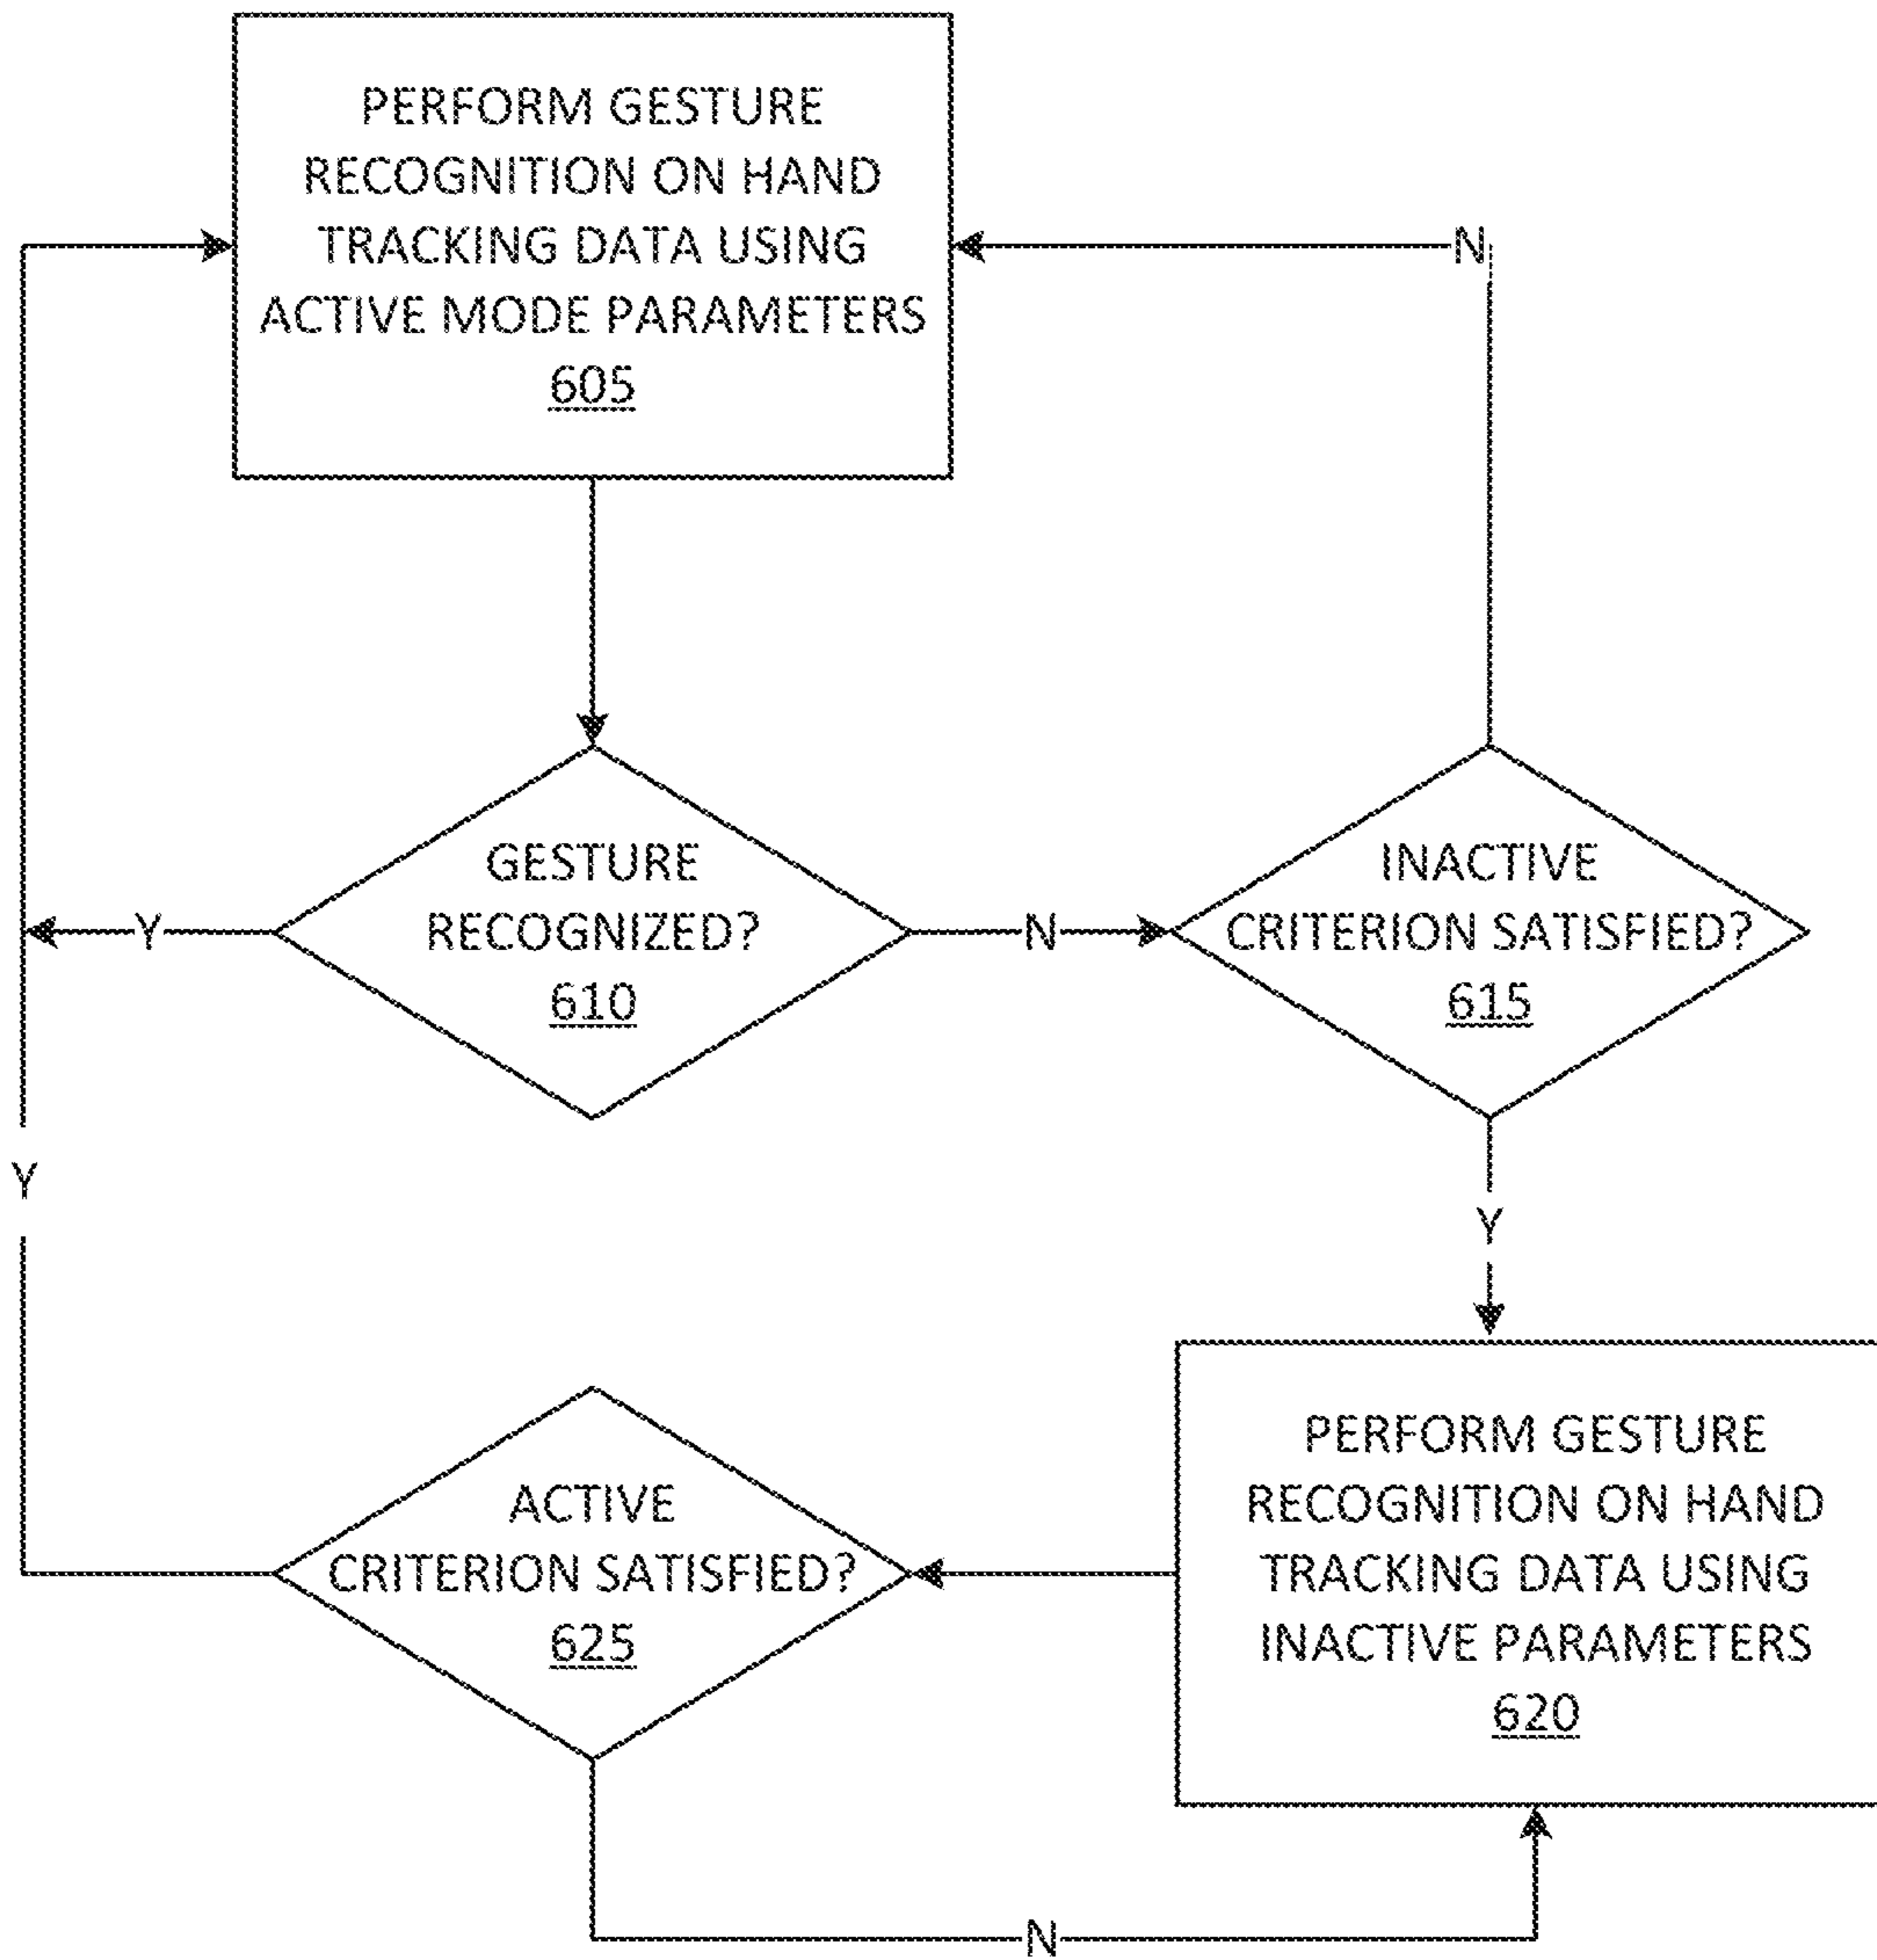 PERFORM GESTURE
RECOGNITION ON HAND
TRACKING DATA USING
ACTIVE MODE PARAMETERS
605
N
GESTURE
RECOGNIZED?
610
Y
N
INACTIVE
CRITERION SATISFIED?
615
Y
Y
ACTIVE
CRITERION SATISFIED?
625
PERFORM GESTURE
RECOGNITION ON HAND
TRACKING DATA USING
INACTIVE PARAMETERS
620
N